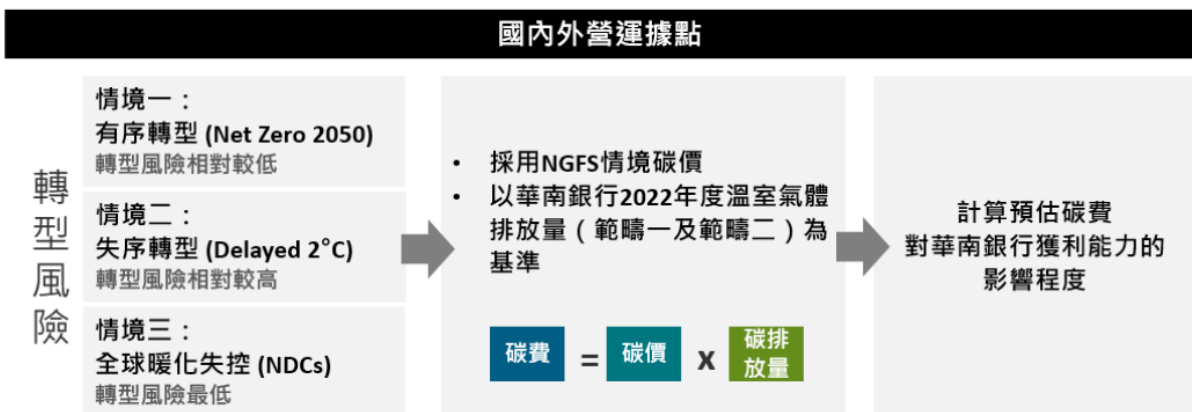 國內外營運據點
轉型風險
情境一：
有序轉型 (Net Zero 2050)
轉型風險相對較低
情境二：
失序轉型 (Delayed 2°C)
轉型風險相對較高
情境三：
全球暖化失控 (NDCs)
轉型風險最低
• 採用NGFS情境碳價
• 以華南銀行2022年度溫室氣體
排放量（範疇一及範疇二）為
基準
碳費 = 碳價 x 碳排
放量
計算預估碳費
對華南銀行獲利能力的
影響程度